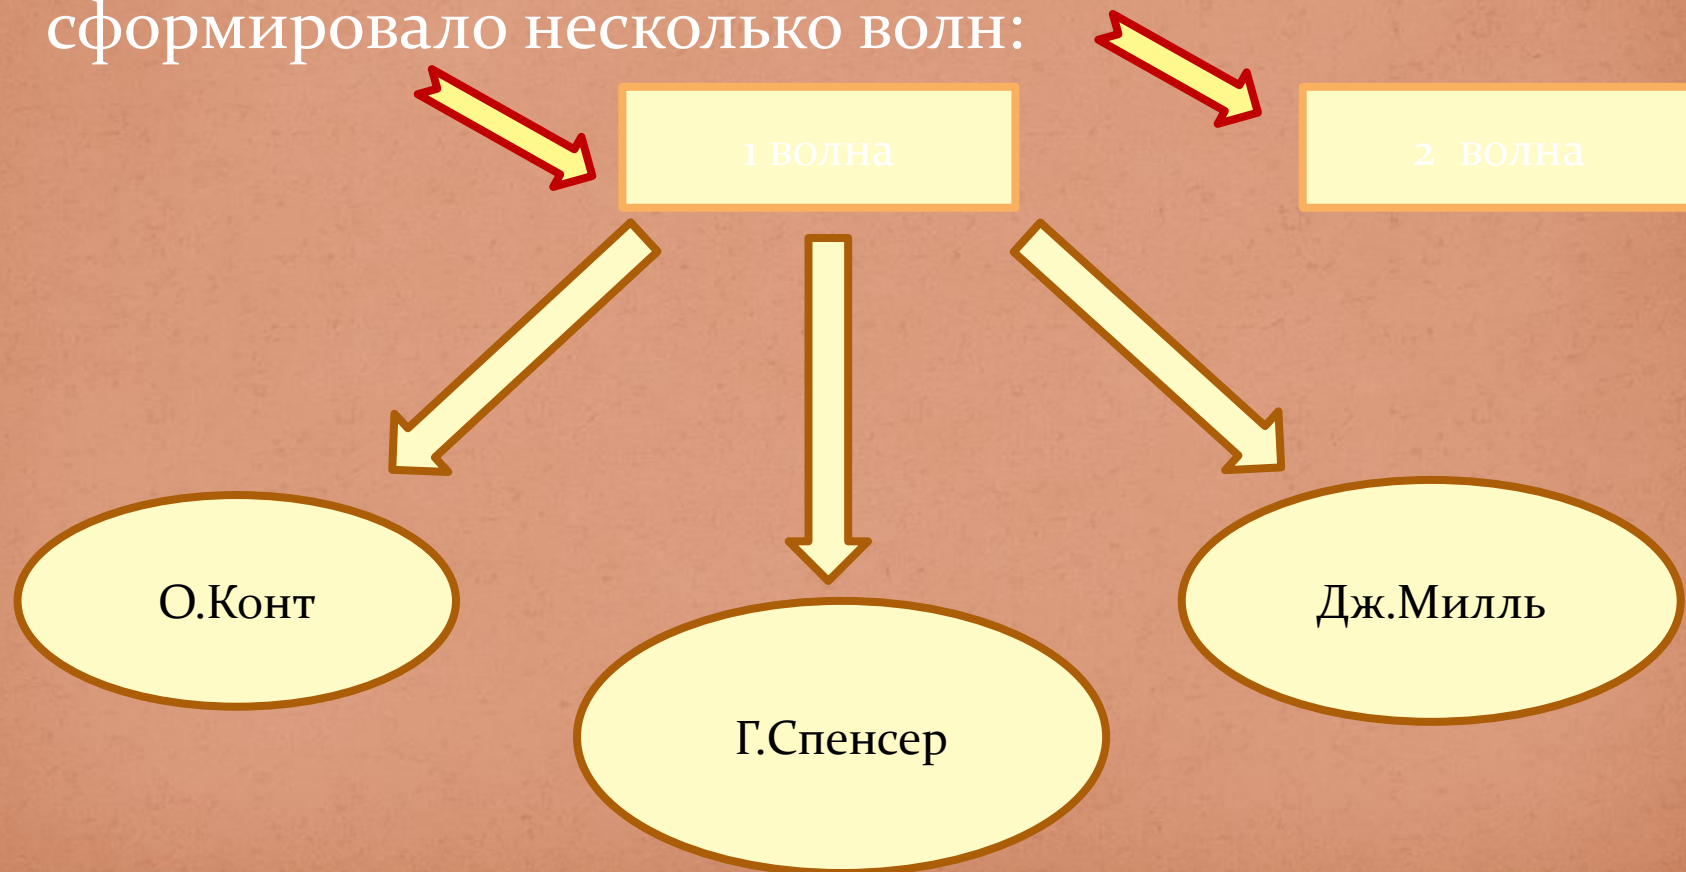 сформировало несколько волн:
1 волна
2 волна
О.Конт
Дж.Милль
Г.Спенсер